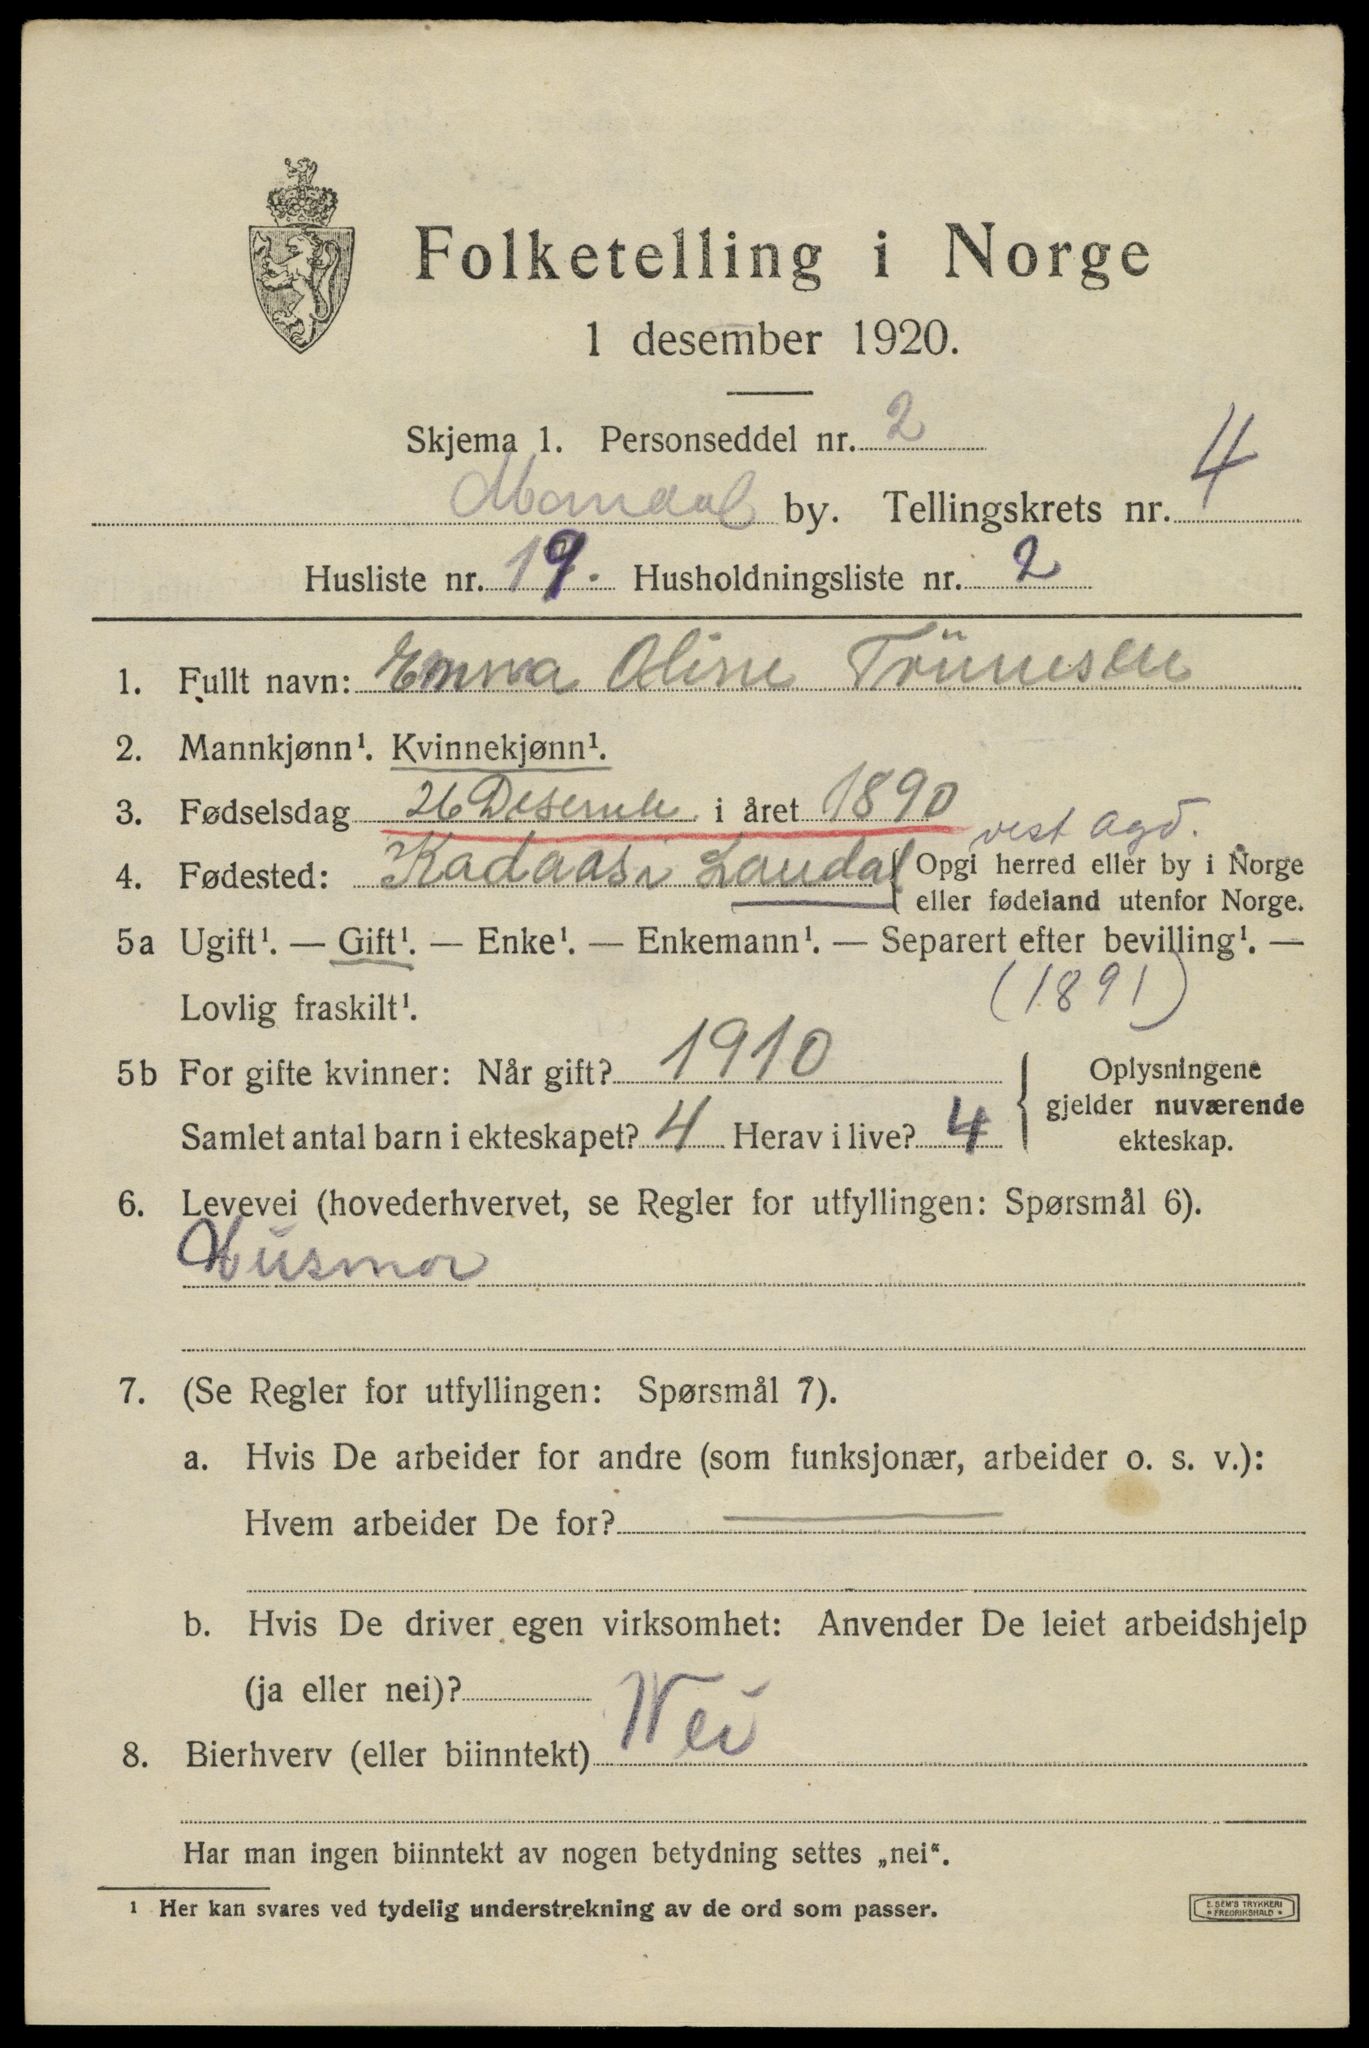 Folketelling i Norge
1 desember 1920.
Skjema 1. Personseddel nr. 2
Mandal by. Tellingskrets nr. 4
Husliste nr. 19. Husholdningsliste nr. 2
1. Fullt navn: Emma Oline Tönnesen
2. Mannkjønn¹. Kvinnekjønn¹.
3. Fødselsdag 26 Desembe i året 1890
vest agd.
4. Fødested: Kadaas i Laudal { Opgi herred eller by i Norge
eller fødeland utenfor Norge.
5a Ugift¹. — Gift¹. — Enke¹. — Enkemann¹. — Separert efter bevilling¹. —
Lovlig fraskilt¹. (1891)
5b For gifte kvinner: Når gift? 1910
Samlet antal barn i ekteskapet? 4 Herav i live? 4
{ Oplysningene
gjelder nuværende
ekteskap.
6. Levevei (hovederhvervet, se Regler for utfyllingen: Spørsmål 6).
Husmor
7. (Se Regler for utfyllingen: Spørsmål 7).
a. Hvis De arbeider for andre (som funksjonær, arbeider o. s. v.):
Hvem arbeider De for? —
b. Hvis De driver egen virksomhet: Anvender De leiet arbeidshjelp
(ja eller nei)?
8. Bierhverv (eller biinntekt) Nei
Har man ingen biinntekt av nogen betydning settes „nei“.
¹ Her kan svares ved tydelig understrekning av de ord som passer.
E. SEM'S TRYKKERI
* FREDRIKSHALD *